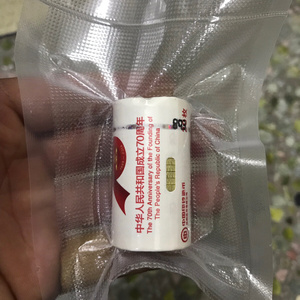 中华人民共和国成立70周年
The 70th Anniversary of the Founding of
The People's Republic of China
枚